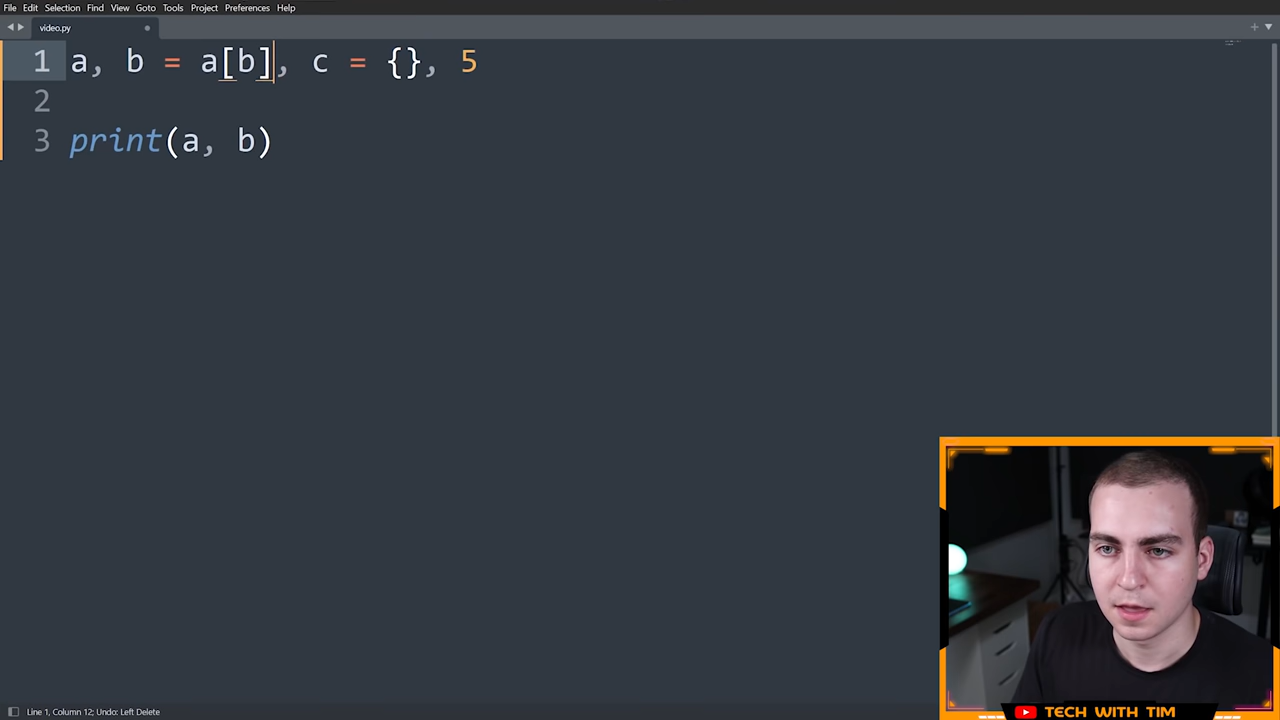 File Edit Selection Find View Goto Tools Project Preferences Help
video.py
1 a, b = a[b], c = {}, 5
2
3 print(a, b)
Line 1, Column 12; Undo: Left Delete
TECH WITH TIM